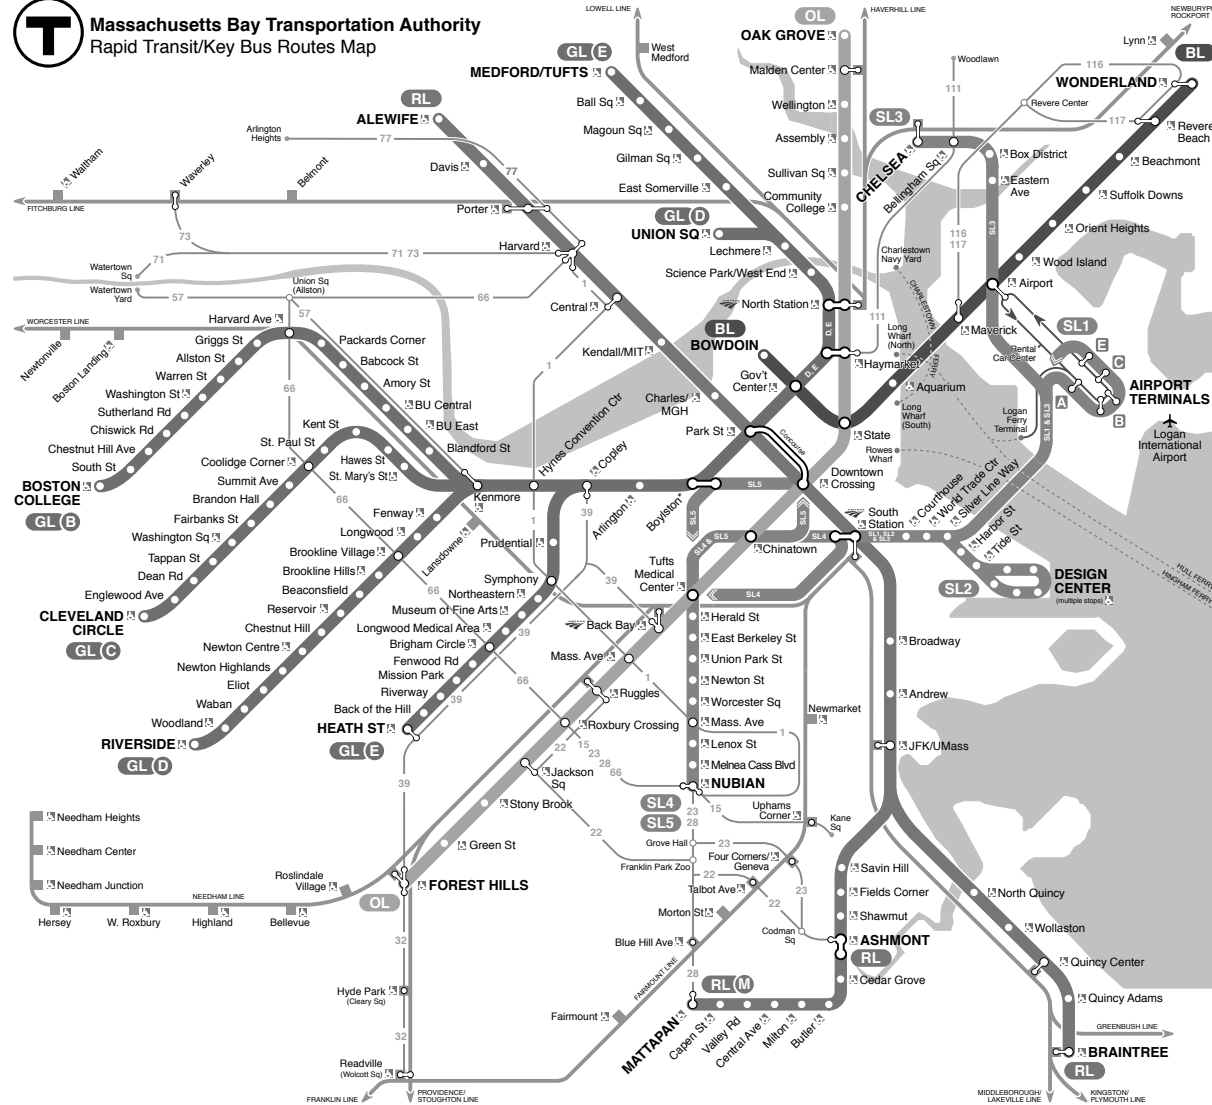 T
Massachusetts Bay Transportation Authority
Rapid Transit/Key Bus Routes Map
LOWELL LINE
HAVERHILL LINE
NEWBURYPORT/
ROCKPORT
West
Medford
OL
OAK GROVE
Malden Center
Wellington
Assembly
Sullivan Sq
Community
College
GL E
MEDFORD/TUFTS
Ball Sq
Magoun Sq
Gilman Sq
East Somerville
GL D
UNION SQ
Lechmere
Science Park/West End
North Station
Haymarket
D, E
D, E
RL
ALEWIFE
Davis
Porter
Harvard
Central
Kendall/MIT
Charles/
MGH
Park St
Arlington
Heights
77
77
Waltham
Waverley
Belmont
FITCHBURG LINE
73
71
71 73
Watertown
Sq
Watertown
Yard
57
Union Sq
(Allston)
57
66
66
1
1
WORCESTER LINE
Newtonville
Boston Landing
Lynn
BL
WONDERLAND
116
Woodlawn
111
Revere Center
117
Revere
Beach
Beachmont
Suffolk Downs
Orient Heights
Wood Island
Airport
Maverick
Aquarium
State
SL3
CHELSEA
Bellingham Sq
Box District
Eastern
Ave
SL3
116
117
111
Charlestown
Navy Yard
CHARLESTOWN
FERRY
Long
Wharf
(North)
Long
Wharf
(South)
Rowes
Wharf
BL
BOWDOIN
Gov't
Center
SL1
Rental
Car Center
E
C
A
B
AIRPORT
TERMINALS
Logan
International
Airport
Logan
Ferry
Terminal
SL1 & SL3
Concourse
Downtown
Crossing
South
Station
SL1, SL2
& SL3
Courthouse
World Trade Ctr
Silver Line Way
Harbor St
Tide St
SL2
DESIGN
CENTER
(multiple stops)
HULL FERRY
HINGHAM FERRY
Harvard Ave
Griggs St
Allston St
Warren St
Washington St
Sutherland Rd
Chiswick Rd
Chestnut Hill Ave
South St
BOSTON
COLLEGE
GL B
Packards Corner
Babcock St
Amory St
BU Central
BU East
Blandford St
Kenmore
Hynes Convention Ctr
Copley
Arlington
Boylston*
Kent St
St. Paul St
Hawes St
St. Mary's St
Coolidge Corner
Summit Ave
Brandon Hall
Fairbanks St
Washington Sq
Tappan St
Dean Rd
Englewood Ave
CLEVELAND
CIRCLE
GL C
66
66
66
Fenway
Longwood
Lansdowne
Brookline Village
Brookline Hills
Beaconsfield
Reservoir
Chestnut Hill
Newton Centre
Newton Highlands
Eliot
Waban
Woodland
RIVERSIDE
GL D
Prudential
Symphony
Northeastern
Museum of Fine Arts
Longwood Medical Area
Brigham Circle
Fenwood Rd
Mission Park
Riverway
Back of the Hill
HEATH ST
GL E
39
39
39
39
39
1
1
1
SL5
SL5
SL5
SL4 & SL5
SL4
SL4
Chinatown
Tufts
Medical
Center
Back Bay
Mass. Ave
Ruggles
Roxbury Crossing
Jackson
Sq
Stony Brook
Green St
FOREST HILLS
OL
Herald St
East Berkeley St
Union Park St
Newton St
Worcester Sq
Mass. Ave
Lenox St
Melnea Cass Blvd
NUBIAN
SL4
SL5
22
15
23
28
66
22
23
28
15
Newmarket
Uphams
Corner
Kane
Sq
Grove Hall
23
Franklin Park Zoo
22
Four Corners/
Geneva
Talbot Ave
23
22
Morton St
Codman
Sq
Blue Hill Ave
28
FAIRMOUNT LINE
Fairmount
Broadway
Andrew
JFK/UMass
Savin Hill
Fields Corner
Shawmut
ASHMONT
RL
Cedar Grove
RL M
MATTAPAN
Capen St
Valley Rd
Central Ave
Milton
Butler
North Quincy
Wollaston
Quincy Center
Quincy Adams
GREENBUSH LINE
BRAINTREE
RL
MIDDLEBOROUGH/
LAKEVILLE LINE
KINGSTON/
PLYMOUTH LINE
Needham Heights
Needham Center
Needham Junction
Hersey
W. Roxbury
Highland
Bellevue
NEEDHAM LINE
Roslindale
Village
32
Hyde Park
(Cleary Sq)
32
Readville
(Wolcott Sq)
FRANKLIN LINE
PROVIDENCE/
STOUGHTON LINE